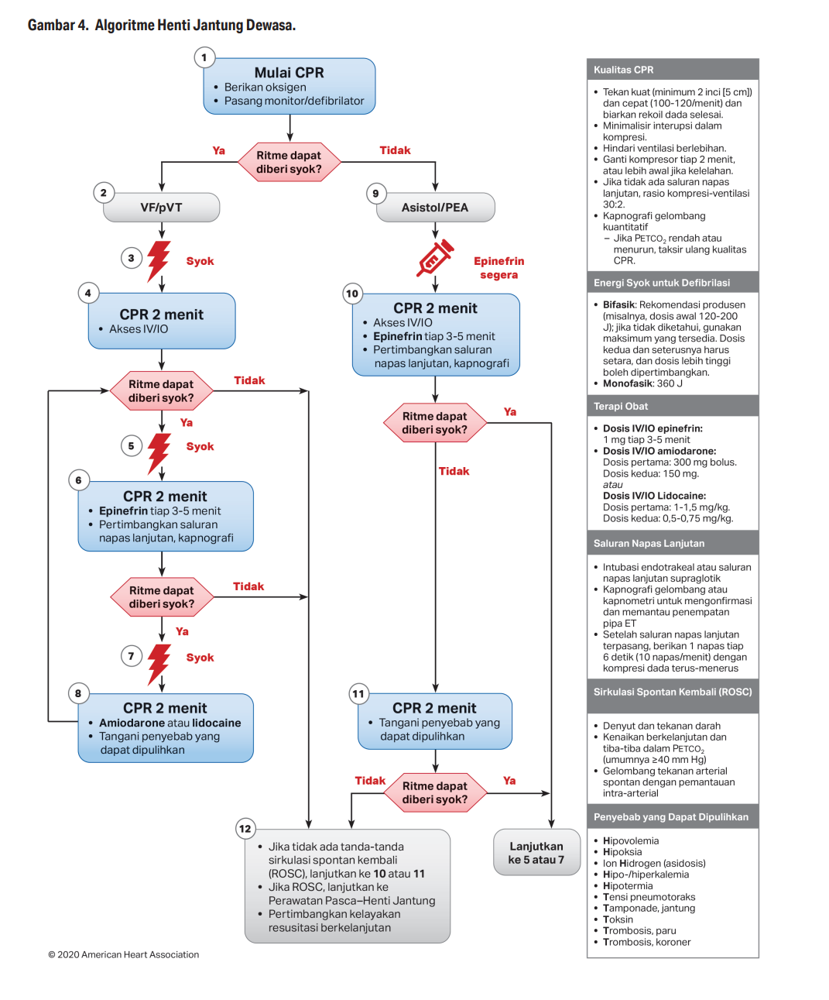 Gambar 4. Algoritme Henti Jantung Dewasa.
1
Mulai CPR
• Berikan oksigen
• Pasang monitor/defibrilator
Ya
Ritme dapat
diberi syok?
Tidak
2
VF/pVT
3
Syok
4
CPR 2 menit
• Akses IV/IO
Ritme dapat
diberi syok?
Tidak
Ya
5
Syok
6
CPR 2 menit
• Epinefrin tiap 3-5 menit
• Pertimbangkan saluran
napas lanjutan, kapnografi
Ritme dapat
diberi syok?
Tidak
Ya
7
Syok
8
CPR 2 menit
• Amiodarone atau lidocaine
• Tangani penyebab yang
dapat dipulihkan
9
Asistol/PEA
Epinefrin
segera
10
CPR 2 menit
• Akses IV/IO
• Epinefrin tiap 3-5 menit
• Pertimbangkan saluran
napas lanjutan, kapnografi
Ritme dapat
diberi syok?
Ya
Tidak
11
CPR 2 menit
• Tangani penyebab yang
dapat dipulihkan
Tidak
Ritme dapat
diberi syok?
Ya
12
• Jika tidak ada tanda-tanda
sirkulasi spontan kembali
(ROSC), lanjutkan ke 10 atau 11
• Jika ROSC, lanjutkan ke
Perawatan Pasca–Henti Jantung
• Pertimbangkan kelayakan
resusitasi berkelanjutan
Lanjutkan
ke 5 atau 7
© 2020 American Heart Association
Kualitas CPR
• Tekan kuat (minimum 2 inci [5 cm])
dan cepat (100-120/menit) dan
biarkan rekoil dada selesai.
• Minimalisir interupsi dalam
kompresi.
• Hindari ventilasi berlebihan.
• Ganti kompresor tiap 2 menit,
atau lebih awal jika kelelahan.
• Jika tidak ada saluran napas
lanjutan, rasio kompresi-ventilasi
30:2.
• Kapnografi gelombang
kuantitatif
– Jika PETCO₂ rendah atau
menurun, taksir ulang kualitas
CPR.
Energi Syok untuk Defibrilasi
• Bifasik: Rekomendasi produsen
(misalnya, dosis awal 120-200
J); jika tidak diketahui, gunakan
maksimum yang tersedia. Dosis
kedua dan seterusnya harus
setara, dan dosis lebih tinggi
boleh dipertimbangkan.
• Monofasik: 360 J
Terapi Obat
• Dosis IV/IO epinefrin:
1 mg tiap 3-5 menit
• Dosis IV/IO amiodarone:
Dosis pertama: 300 mg bolus.
Dosis kedua: 150 mg.
atau
Dosis IV/IO Lidocaine:
Dosis pertama: 1-1,5 mg/kg.
Dosis kedua: 0,5-0,75 mg/kg.
Saluran Napas Lanjutan
• Intubasi endotrakeal atau saluran
napas lanjutan supraglotik
• Kapnografi gelombang atau
kapnometri untuk mengonfirmasi
dan memantau penempatan
pipa ET
• Setelah saluran napas lanjutan
terpasang, berikan 1 napas tiap
6 detik (10 napas/menit) dengan
kompresi dada terus-menerus
Sirkulasi Spontan Kembali (ROSC)
• Denyut dan tekanan darah
• Kenaikan berkelanjutan dan
tiba-tiba dalam PETCO₂
(umumnya ≥40 mm Hg)
• Gelombang tekanan arterial
spontan dengan pemantauan
intra-arterial
Penyebab yang Dapat Dipulihkan
• Hipovolemia
• Hipoksia
• Ion Hidrogen (asidosis)
• Hipo-/hiperkalemia
• Hipotermia
• Tensi pneumotoraks
• Tamponade, jantung
• Toksin
• Trombosis, paru
• Trombosis, koroner